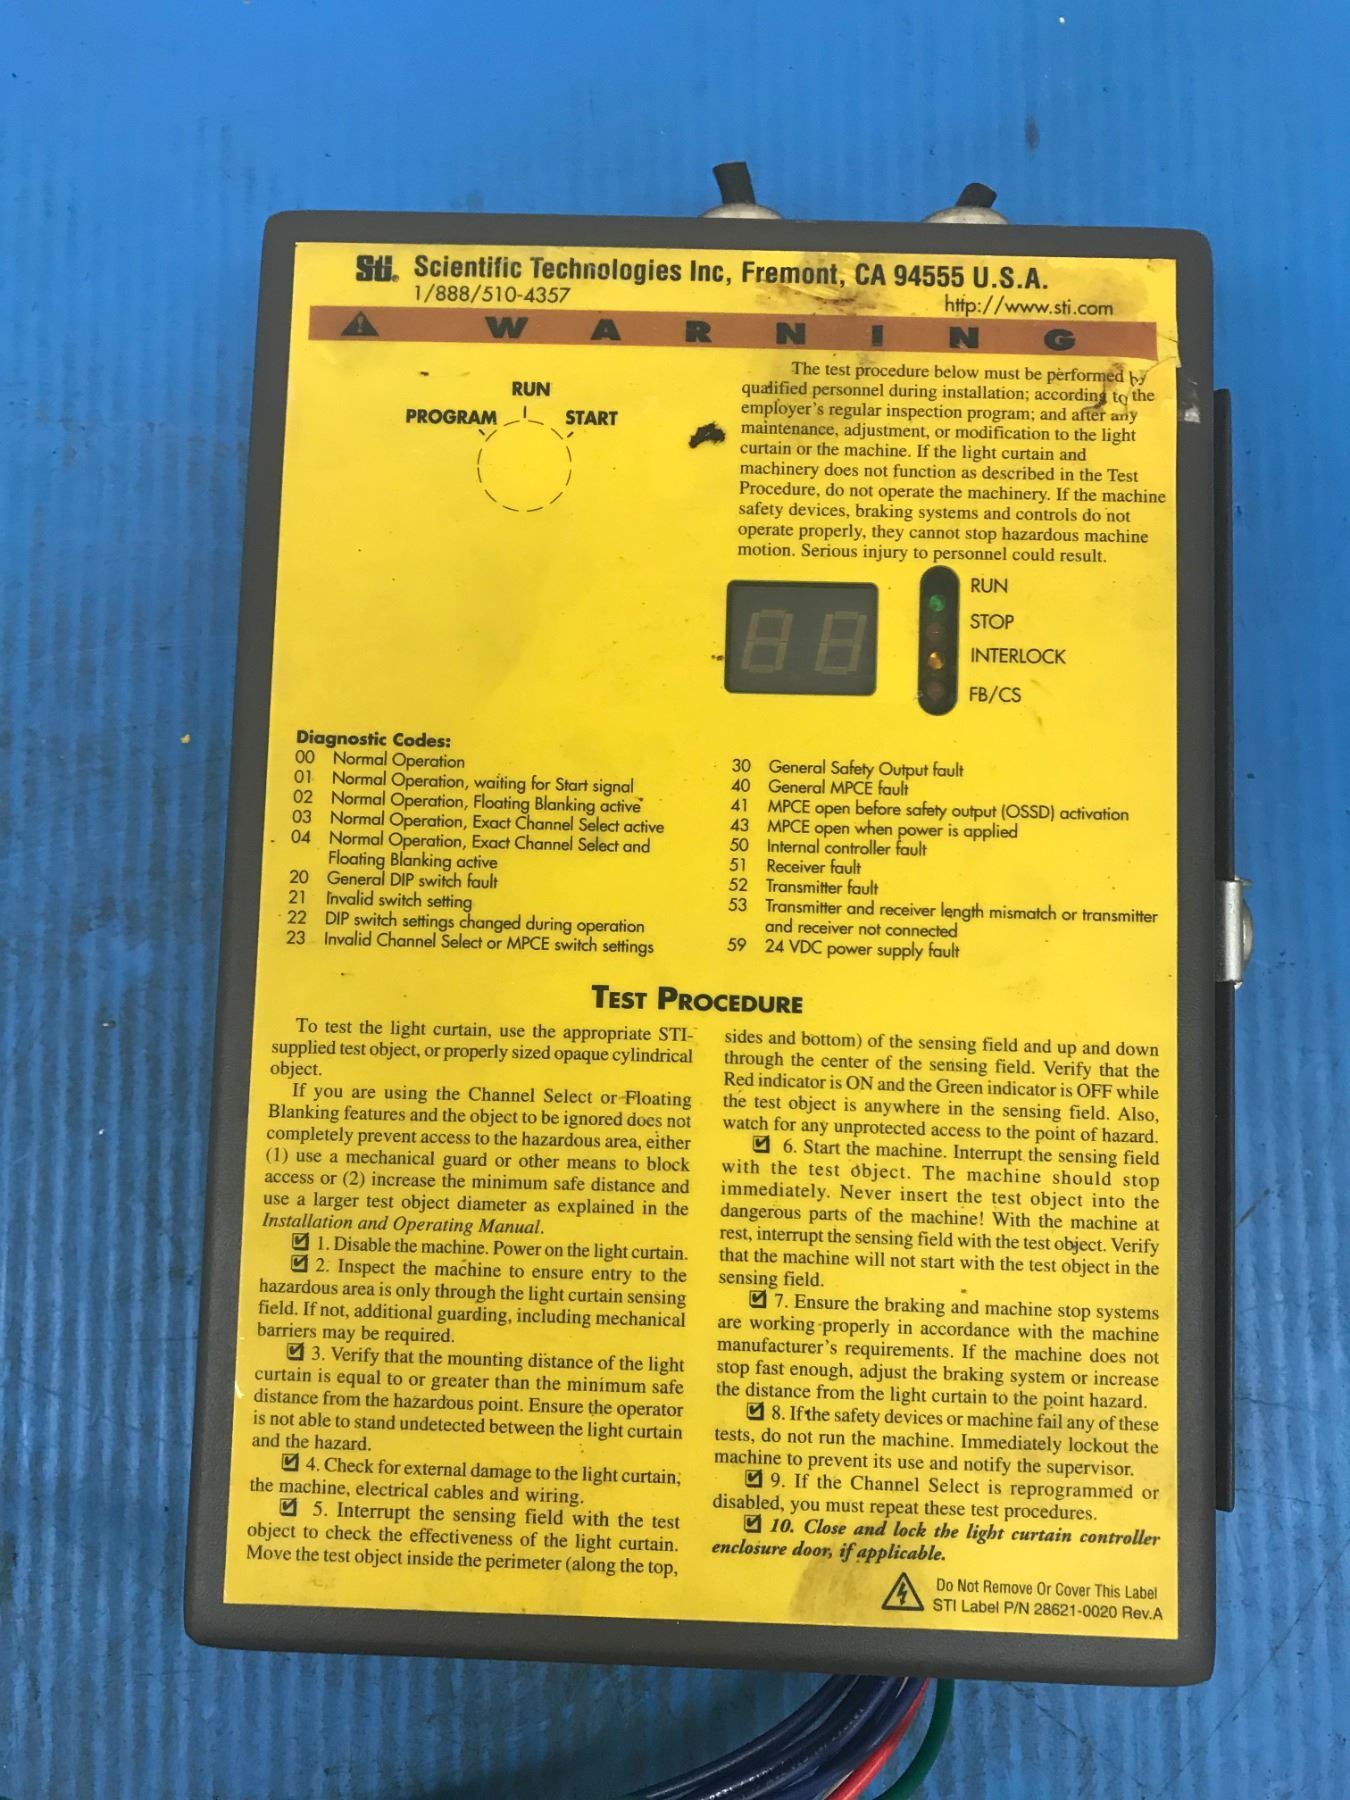 STi. Scientific Technologies Inc, Fremont, CA 94555 U.S.A.
1/888/510-4357
http://www.sti.com
WARNING
RUN
PROGRAM
START
The test procedure below must be performed by
qualified personnel during installation; according to the
employer's regular inspection program; and after any
maintenance, adjustment, or modification to the light
curtain or the machine. If the light curtain and
machinery does not function as described in the Test
Procedure, do not operate the machinery. If the machine
safety devices, braking systems and controls do not
operate properly, they cannot stop hazardous machine
motion. Serious injury to personnel could result.
RUN
STOP
INTERLOCK
FB/CS
Diagnostic Codes:
00 Normal Operation
01 Normal Operation, waiting for Start signal
02 Normal Operation, Floating Blanking active
03 Normal Operation, Exact Channel Select active
04 Normal Operation, Exact Channel Select and
Floating Blanking active
20 General DIP switch fault
21 Invalid switch setting
22 DIP switch settings changed during operation
23 Invalid Channel Select or MPCE switch settings
30 General Safety Output fault
40 General MPCE fault
41 MPCE open before safety output (OSSD) activation
43 MPCE open when power is applied
50 Internal controller fault
51 Receiver fault
52 Transmitter fault
53 Transmitter and receiver length mismatch or transmitter
and receiver not connected
59 24 VDC power supply fault
TEST PROCEDURE
To test the light curtain, use the appropriate STI-
supplied test object, or properly sized opaque cylindrical
object.
If you are using the Channel Select or Floating
Blanking features and the object to be ignored does not
completely prevent access to the hazardous area, either
(1) use a mechanical guard or other means to block
access or (2) increase the minimum safe distance and
use a larger test object diameter as explained in the
Installation and Operating Manual.
☑ 1. Disable the machine. Power on the light curtain.
☑ 2. Inspect the machine to ensure entry to the
hazardous area is only through the light curtain sensing
field. If not, additional guarding, including mechanical
barriers may be required.
☑ 3. Verify that the mounting distance of the light
curtain is equal to or greater than the minimum safe
distance from the hazardous point. Ensure the operator
is not able to stand undetected between the light curtain
and the hazard.
☑ 4. Check for external damage to the light curtain,
the machine, electrical cables and wiring.
☑ 5. Interrupt the sensing field with the test
object to check the effectiveness of the light curtain.
Move the test object inside the perimeter (along the top,
sides and bottom) of the sensing field and up and down
through the center of the sensing field. Verify that the
Red indicator is ON and the Green indicator is OFF while
the test object is anywhere in the sensing field. Also,
watch for any unprotected access to the point of hazard.
☑ 6. Start the machine. Interrupt the sensing field
with the test object. The machine should stop
immediately. Never insert the test object into the
dangerous parts of the machine! With the machine at
rest, interrupt the sensing field with the test object. Verify
that the machine will not start with the test object in the
sensing field.
☑ 7. Ensure the braking and machine stop systems
are working properly in accordance with the machine
manufacturer's requirements. If the machine does not
stop fast enough, adjust the braking system or increase
the distance from the light curtain to the point hazard.
☑ 8. If the safety devices or machine fail any of these
tests, do not run the machine. Immediately lockout the
machine to prevent its use and notify the supervisor.
☑ 9. If the Channel Select is reprogrammed or
disabled, you must repeat these test procedures.
☑ 10. Close and lock the light curtain controller
enclosure door, if applicable.
Do Not Remove Or Cover This Label
STI Label P/N 28621-0020 Rev.A